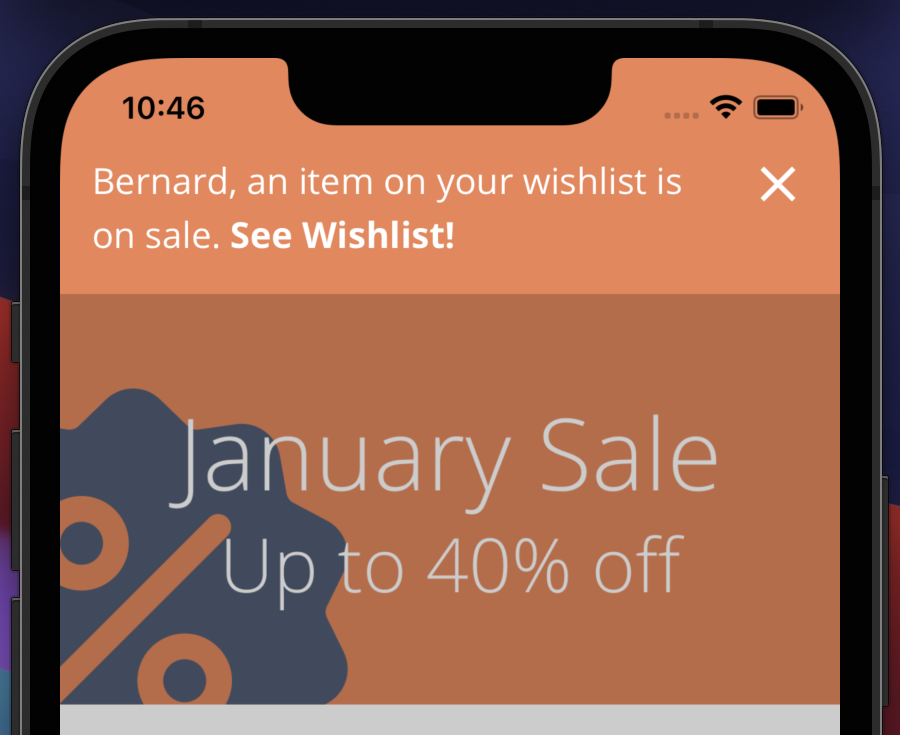 10:46
Bernard, an item on your wishlist is
on sale. See Wishlist!
January Sale
Up to 40% off